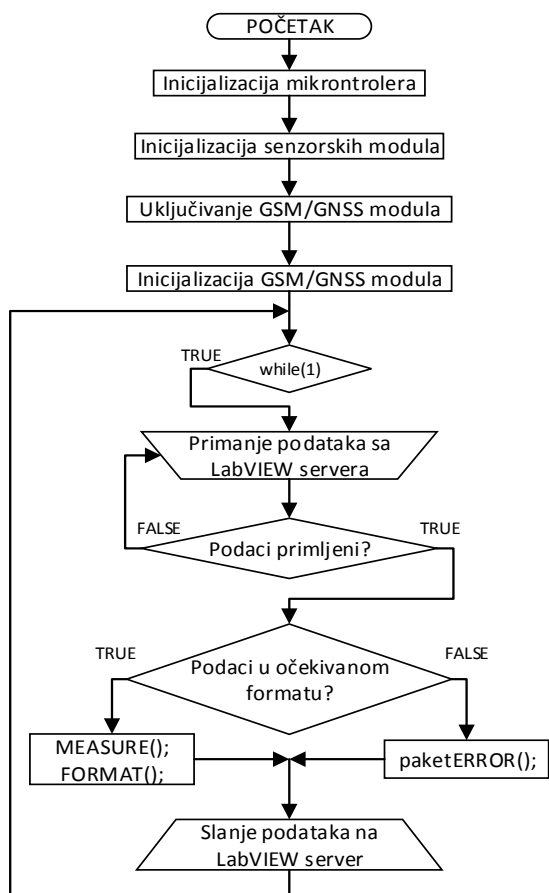 POČETAK
Inicijalizacija mikrontrolera
Inicijalizacija senzorskih modula
Uključivanje GSM/GNSS modula
Inicijalizacija GSM/GNSS modula
TRUE
while(1)
Primanje podataka sa
LabVIEW servera
FALSE
TRUE
Podaci primljeni?
TRUE
FALSE
Podaci u očekivanom
formatu?
MEASURE();
FORMAT();
paketERROR();
Slanje podataka na
LabVIEW server